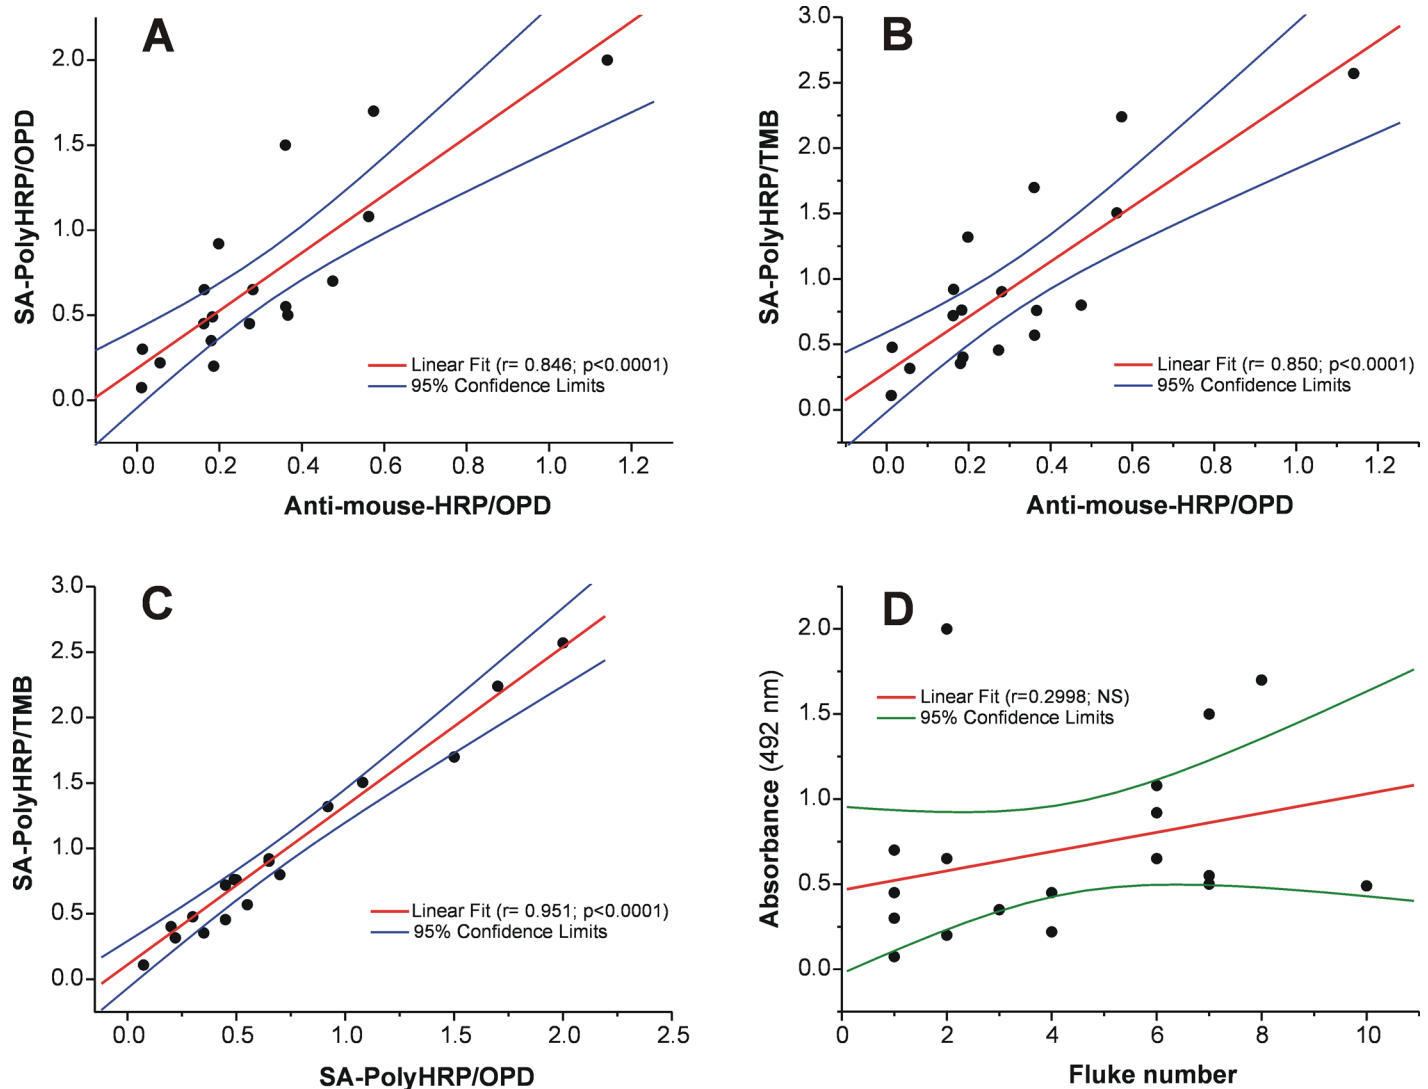 A
SA-PolyHRP/OPD
2.0
1.5
1.0
0.5
0.0
Linear Fit (r= 0.846; p<0.0001)
95% Confidence Limits
0.0 0.2 0.4 0.6 0.8 1.0 1.2
Anti-mouse-HRP/OPD
B
SA-PolyHRP/TMB
3.0
2.5
2.0
1.5
1.0
0.5
0.0
Linear Fit (r= 0.850; p<0.0001)
95% Confidence Limits
0.0 0.2 0.4 0.6 0.8 1.0 1.2
Anti-mouse-HRP/OPD
C
SA-PolyHRP/TMB
3.0
2.5
2.0
1.5
1.0
0.5
0.0
Linear Fit (r= 0.951; p<0.0001)
95% Confidence Limits
0.0 0.5 1.0 1.5 2.0 2.5
SA-PolyHRP/OPD
D
Absorbance (492 nm)
2.0
1.5
1.0
0.5
0.0
Linear Fit (r=0.2998; NS)
95% Confidence Limits
0 2 4 6 8 10
Fluke number